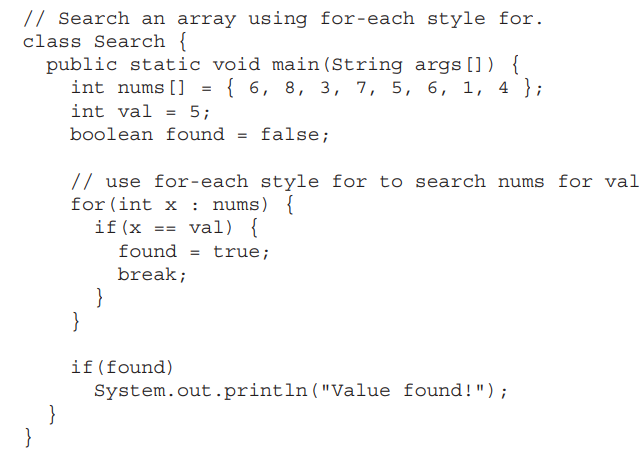 // Search an array using for-each style for.
class Search {
  public static void main(String args[]) {
    int nums[] = { 6, 8, 3, 7, 5, 6, 1, 4 };
    int val = 5;
    boolean found = false;

    // use for-each style for to search nums for val
    for(int x : nums) {
      if(x == val) {
        found = true;
        break;
      }
    }

    if(found)
      System.out.println("Value found!");
  }
}